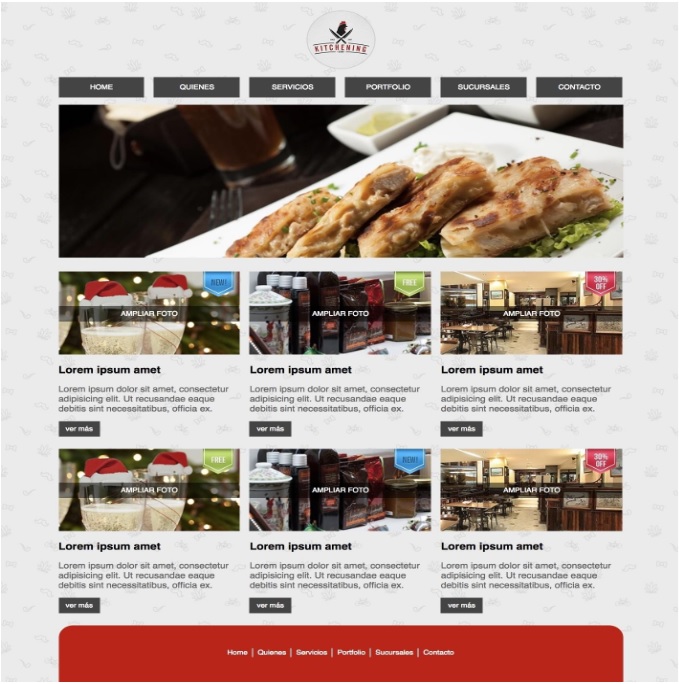 KITCHENING
HOME QUIENES SERVICIOS PORTFOLIO SUCURSALES CONTACTO
NEW! FREE 30% OFF
AMPLIAR FOTO AMPLIAR FOTO AMPLIAR FOTO
Lorem ipsum amet Lorem ipsum amet Lorem ipsum amet
Lorem ipsum dolor sit amet, consectetur Lorem ipsum dolor sit amet, consectetur Lorem ipsum dolor sit amet, consectetur
adipisicing elit. Ut recusandae eaque adipisicing elit. Ut recusandae eaque adipisicing elit. Ut recusandae eaque
debitis sint necessitatibus, officia ex. debitis sint necessitatibus, officia ex. debitis sint necessitatibus, officia ex.
ver más ver más ver más
FREE NEW! 30% OFF
AMPLIAR FOTO AMPLIAR FOTO AMPLIAR FOTO
Lorem ipsum amet Lorem ipsum amet Lorem ipsum amet
Lorem ipsum dolor sit amet, consectetur Lorem ipsum dolor sit amet, consectetur Lorem ipsum dolor sit amet, consectetur
adipisicing elit. Ut recusandae eaque adipisicing elit. Ut recusandae eaque adipisicing elit. Ut recusandae eaque
debitis sint necessitatibus, officia ex. debitis sint necessitatibus, officia ex. debitis sint necessitatibus, officia ex.
ver más ver más ver más
Home | Quienes | Servicios | Portfolio | Sucursales | Contacto